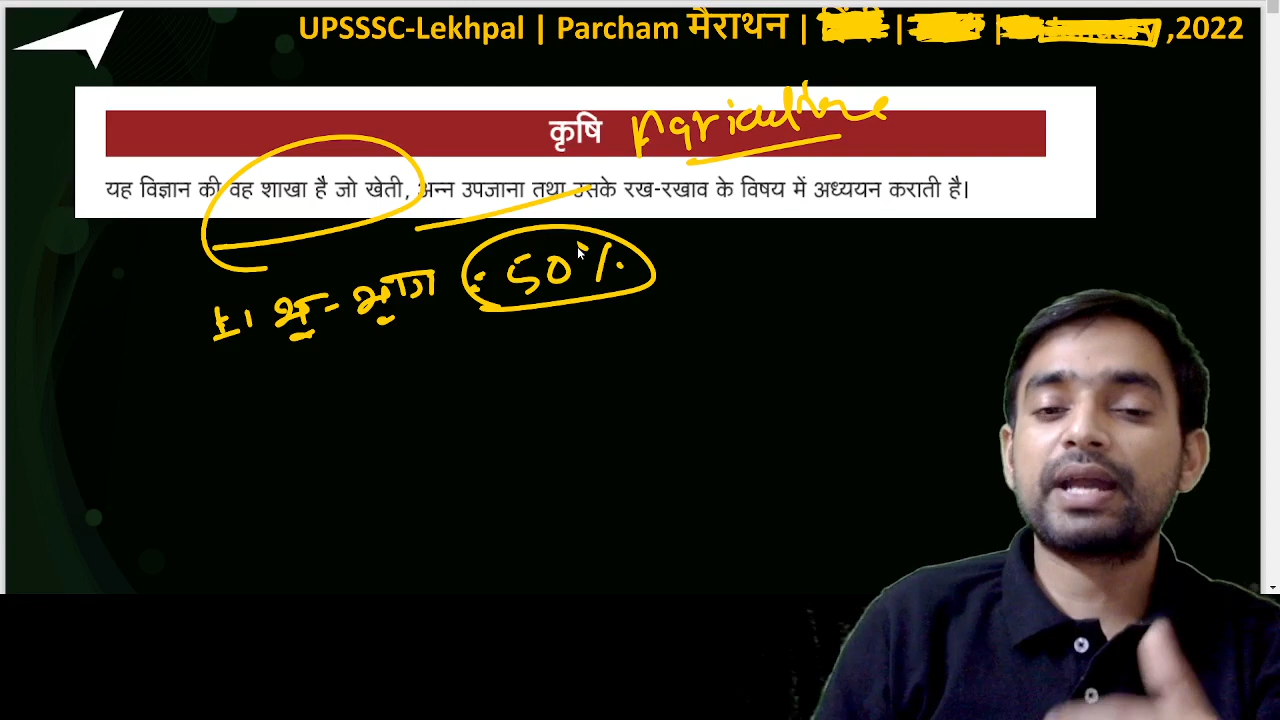 UPSSSC-Lekhpal | Parcham मैराथन | | | ,2022
कृषि Agriculture
यह विज्ञान की वह शाखा है जो खेती, अन्न उपजाना तथा उसके रख-रखाव के विषय में अध्ययन कराती है।
भू-भाग : 50%